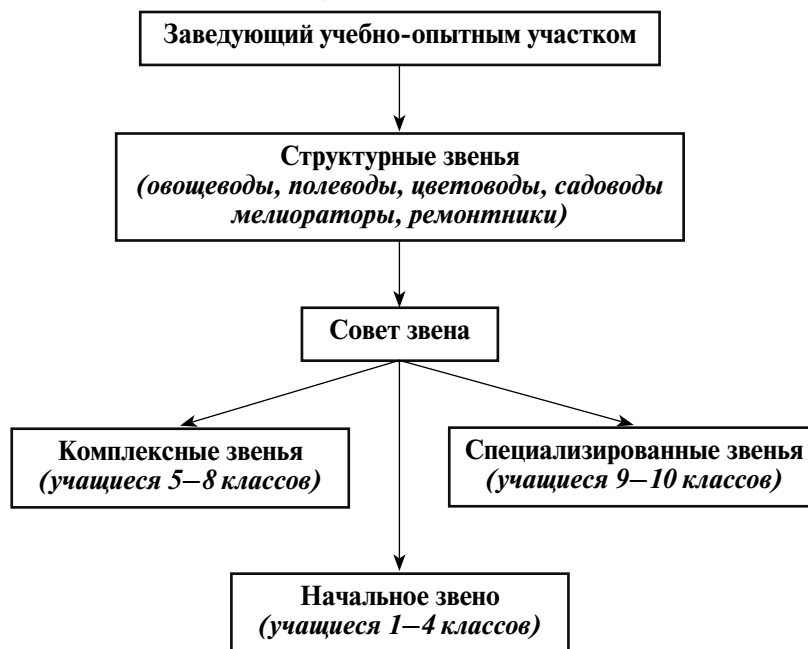 Заведующий учебно-опытным участком
Структурные звенья
(овощеводы, полеводы, цветоводы, садоводы
мелиораторы, ремонтники)
Совет звена
Комплексные звенья
(учащиеся 5–8 классов)
Специализированные звенья
(учащиеся 9–10 классов)
Начальное звено
(учащиеся 1–4 классов)